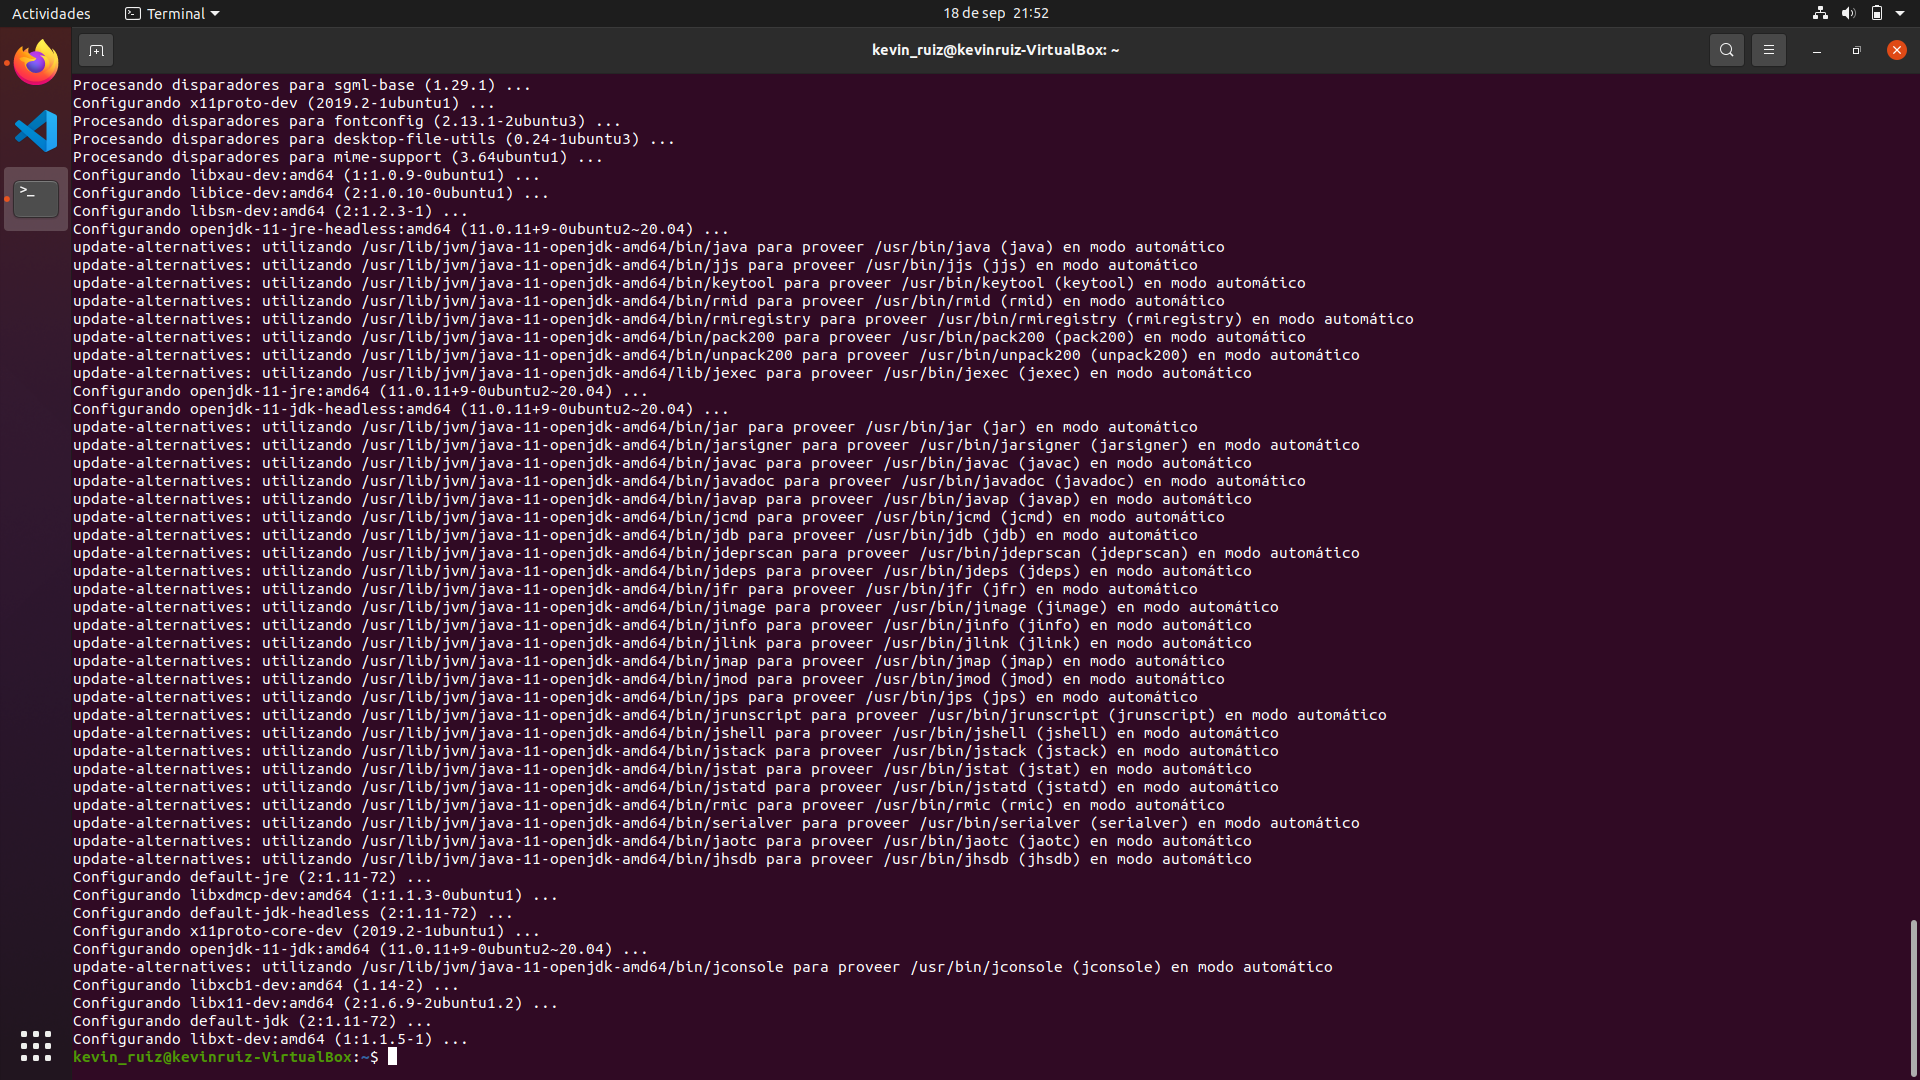 Actividades
Terminal
18 de sep 21:52
kevin_ruiz@kevinruiz-VirtualBox: ~
Procesando disparadores para sgml-base (1.29.1) ...
Configurando x11proto-dev (2019.2-1ubuntu1) ...
Procesando disparadores para fontconfig (2.13.1-2ubuntu3) ...
Procesando disparadores para desktop-file-utils (0.24-1ubuntu3) ...
Procesando disparadores para mime-support (3.64ubuntu1) ...
Configurando libxau-dev:amd64 (1:1.0.9-0ubuntu1) ...
Configurando libice-dev:amd64 (2:1.0.10-0ubuntu1) ...
Configurando libsm-dev:amd64 (2:1.2.3-1) ...
Configurando openjdk-11-jre-headless:amd64 (11.0.11+9-0ubuntu2~20.04) ...
update-alternatives: utilizando /usr/lib/jvm/java-11-openjdk-amd64/bin/java para proveer /usr/bin/java (java) en modo automático
update-alternatives: utilizando /usr/lib/jvm/java-11-openjdk-amd64/bin/jjs para proveer /usr/bin/jjs (jjs) en modo automático
update-alternatives: utilizando /usr/lib/jvm/java-11-openjdk-amd64/bin/keytool para proveer /usr/bin/keytool (keytool) en modo automático
update-alternatives: utilizando /usr/lib/jvm/java-11-openjdk-amd64/bin/rmid para proveer /usr/bin/rmid (rmid) en modo automático
update-alternatives: utilizando /usr/lib/jvm/java-11-openjdk-amd64/bin/rmiregistry para proveer /usr/bin/rmiregistry (rmiregistry) en modo automático
update-alternatives: utilizando /usr/lib/jvm/java-11-openjdk-amd64/bin/pack200 para proveer /usr/bin/pack200 (pack200) en modo automático
update-alternatives: utilizando /usr/lib/jvm/java-11-openjdk-amd64/bin/unpack200 para proveer /usr/bin/unpack200 (unpack200) en modo automático
update-alternatives: utilizando /usr/lib/jvm/java-11-openjdk-amd64/lib/jexec para proveer /usr/bin/jexec (jexec) en modo automático
Configurando openjdk-11-jre:amd64 (11.0.11+9-0ubuntu2~20.04) ...
Configurando openjdk-11-jdk-headless:amd64 (11.0.11+9-0ubuntu2~20.04) ...
update-alternatives: utilizando /usr/lib/jvm/java-11-openjdk-amd64/bin/jar para proveer /usr/bin/jar (jar) en modo automático
update-alternatives: utilizando /usr/lib/jvm/java-11-openjdk-amd64/bin/jarsigner para proveer /usr/bin/jarsigner (jarsigner) en modo automático
update-alternatives: utilizando /usr/lib/jvm/java-11-openjdk-amd64/bin/javac para proveer /usr/bin/javac (javac) en modo automático
update-alternatives: utilizando /usr/lib/jvm/java-11-openjdk-amd64/bin/javadoc para proveer /usr/bin/javadoc (javadoc) en modo automático
update-alternatives: utilizando /usr/lib/jvm/java-11-openjdk-amd64/bin/javap para proveer /usr/bin/javap (javap) en modo automático
update-alternatives: utilizando /usr/lib/jvm/java-11-openjdk-amd64/bin/jcmd para proveer /usr/bin/jcmd (jcmd) en modo automático
update-alternatives: utilizando /usr/lib/jvm/java-11-openjdk-amd64/bin/jdb para proveer /usr/bin/jdb (jdb) en modo automático
update-alternatives: utilizando /usr/lib/jvm/java-11-openjdk-amd64/bin/jdeprscan para proveer /usr/bin/jdeprscan (jdeprscan) en modo automático
update-alternatives: utilizando /usr/lib/jvm/java-11-openjdk-amd64/bin/jdeps para proveer /usr/bin/jdeps (jdeps) en modo automático
update-alternatives: utilizando /usr/lib/jvm/java-11-openjdk-amd64/bin/jfr para proveer /usr/bin/jfr (jfr) en modo automático
update-alternatives: utilizando /usr/lib/jvm/java-11-openjdk-amd64/bin/jimage para proveer /usr/bin/jimage (jimage) en modo automático
update-alternatives: utilizando /usr/lib/jvm/java-11-openjdk-amd64/bin/jinfo para proveer /usr/bin/jinfo (jinfo) en modo automático
update-alternatives: utilizando /usr/lib/jvm/java-11-openjdk-amd64/bin/jlink para proveer /usr/bin/jlink (jlink) en modo automático
update-alternatives: utilizando /usr/lib/jvm/java-11-openjdk-amd64/bin/jmap para proveer /usr/bin/jmap (jmap) en modo automático
update-alternatives: utilizando /usr/lib/jvm/java-11-openjdk-amd64/bin/jmod para proveer /usr/bin/jmod (jmod) en modo automático
update-alternatives: utilizando /usr/lib/jvm/java-11-openjdk-amd64/bin/jps para proveer /usr/bin/jps (jps) en modo automático
update-alternatives: utilizando /usr/lib/jvm/java-11-openjdk-amd64/bin/jrunscript para proveer /usr/bin/jrunscript (jrunscript) en modo automático
update-alternatives: utilizando /usr/lib/jvm/java-11-openjdk-amd64/bin/jshell para proveer /usr/bin/jshell (jshell) en modo automático
update-alternatives: utilizando /usr/lib/jvm/java-11-openjdk-amd64/bin/jstack para proveer /usr/bin/jstack (jstack) en modo automático
update-alternatives: utilizando /usr/lib/jvm/java-11-openjdk-amd64/bin/jstat para proveer /usr/bin/jstat (jstat) en modo automático
update-alternatives: utilizando /usr/lib/jvm/java-11-openjdk-amd64/bin/jstatd para proveer /usr/bin/jstatd (jstatd) en modo automático
update-alternatives: utilizando /usr/lib/jvm/java-11-openjdk-amd64/bin/rmic para proveer /usr/bin/rmic (rmic) en modo automático
update-alternatives: utilizando /usr/lib/jvm/java-11-openjdk-amd64/bin/serialver para proveer /usr/bin/serialver (serialver) en modo automático
update-alternatives: utilizando /usr/lib/jvm/java-11-openjdk-amd64/bin/jaotc para proveer /usr/bin/jaotc (jaotc) en modo automático
update-alternatives: utilizando /usr/lib/jvm/java-11-openjdk-amd64/bin/jhsdb para proveer /usr/bin/jhsdb (jhsdb) en modo automático
Configurando default-jre (2:1.11-72) ...
Configurando libxdmcp-dev:amd64 (1:1.1.3-0ubuntu1) ...
Configurando default-jdk-headless (2:1.11-72) ...
Configurando x11proto-core-dev (2019.2-1ubuntu1) ...
Configurando openjdk-11-jdk:amd64 (11.0.11+9-0ubuntu2~20.04) ...
update-alternatives: utilizando /usr/lib/jvm/java-11-openjdk-amd64/bin/jconsole para proveer /usr/bin/jconsole (jconsole) en modo automático
Configurando libxcb1-dev:amd64 (1.14-2) ...
Configurando libx11-dev:amd64 (2:1.6.9-2ubuntu1.2) ...
Configurando default-jdk (2:1.11-72) ...
Configurando libxt-dev:amd64 (1:1.1.5-1) ...
kevin_ruiz@kevinruiz-VirtualBox:~$